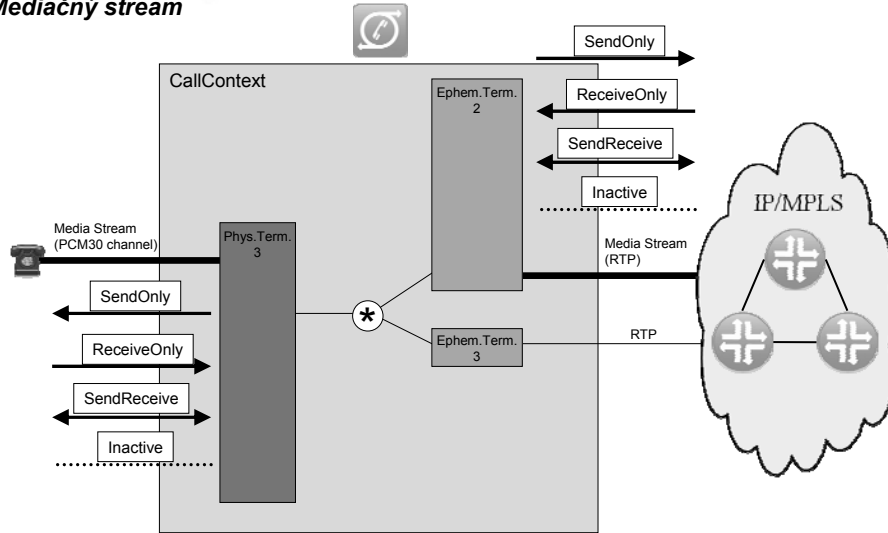 Mediačný stream
SendOnly
CallContext
Ephem.Term.
2
ReceiveOnly
SendReceive
Inactive
IP/MPLS
Media Stream
(PCM30 channel)
Phys.Term.
3
Media Stream
(RTP)
SendOnly
*
ReceiveOnly
Ephem.Term.
3
RTP
SendReceive
Inactive